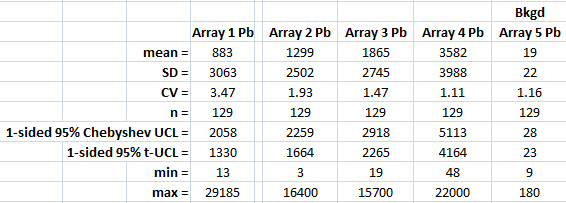 Bkgd
Array 1 Pb Array 2 Pb Array 3 Pb Array 4 Pb Array 5 Pb
mean = 883 1299 1865 3582 19
SD = 3063 2502 2745 3988 22
CV = 3.47 1.93 1.47 1.11 1.16
n = 129 129 129 129 129
1-sided 95% Chebyshev UCL = 2058 2259 2918 5113 28
1-sided 95% t-UCL = 1330 1664 2265 4164 23
min = 13 3 19 48 9
max = 29185 16400 15700 22000 180